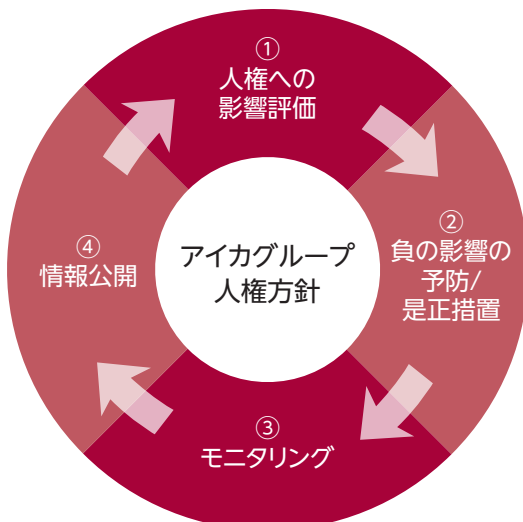 ①
人権への
影響評価
②
負の影響の
予防/
是正措置
③
モニタリング
④
情報公開
アイカグループ
人権方針